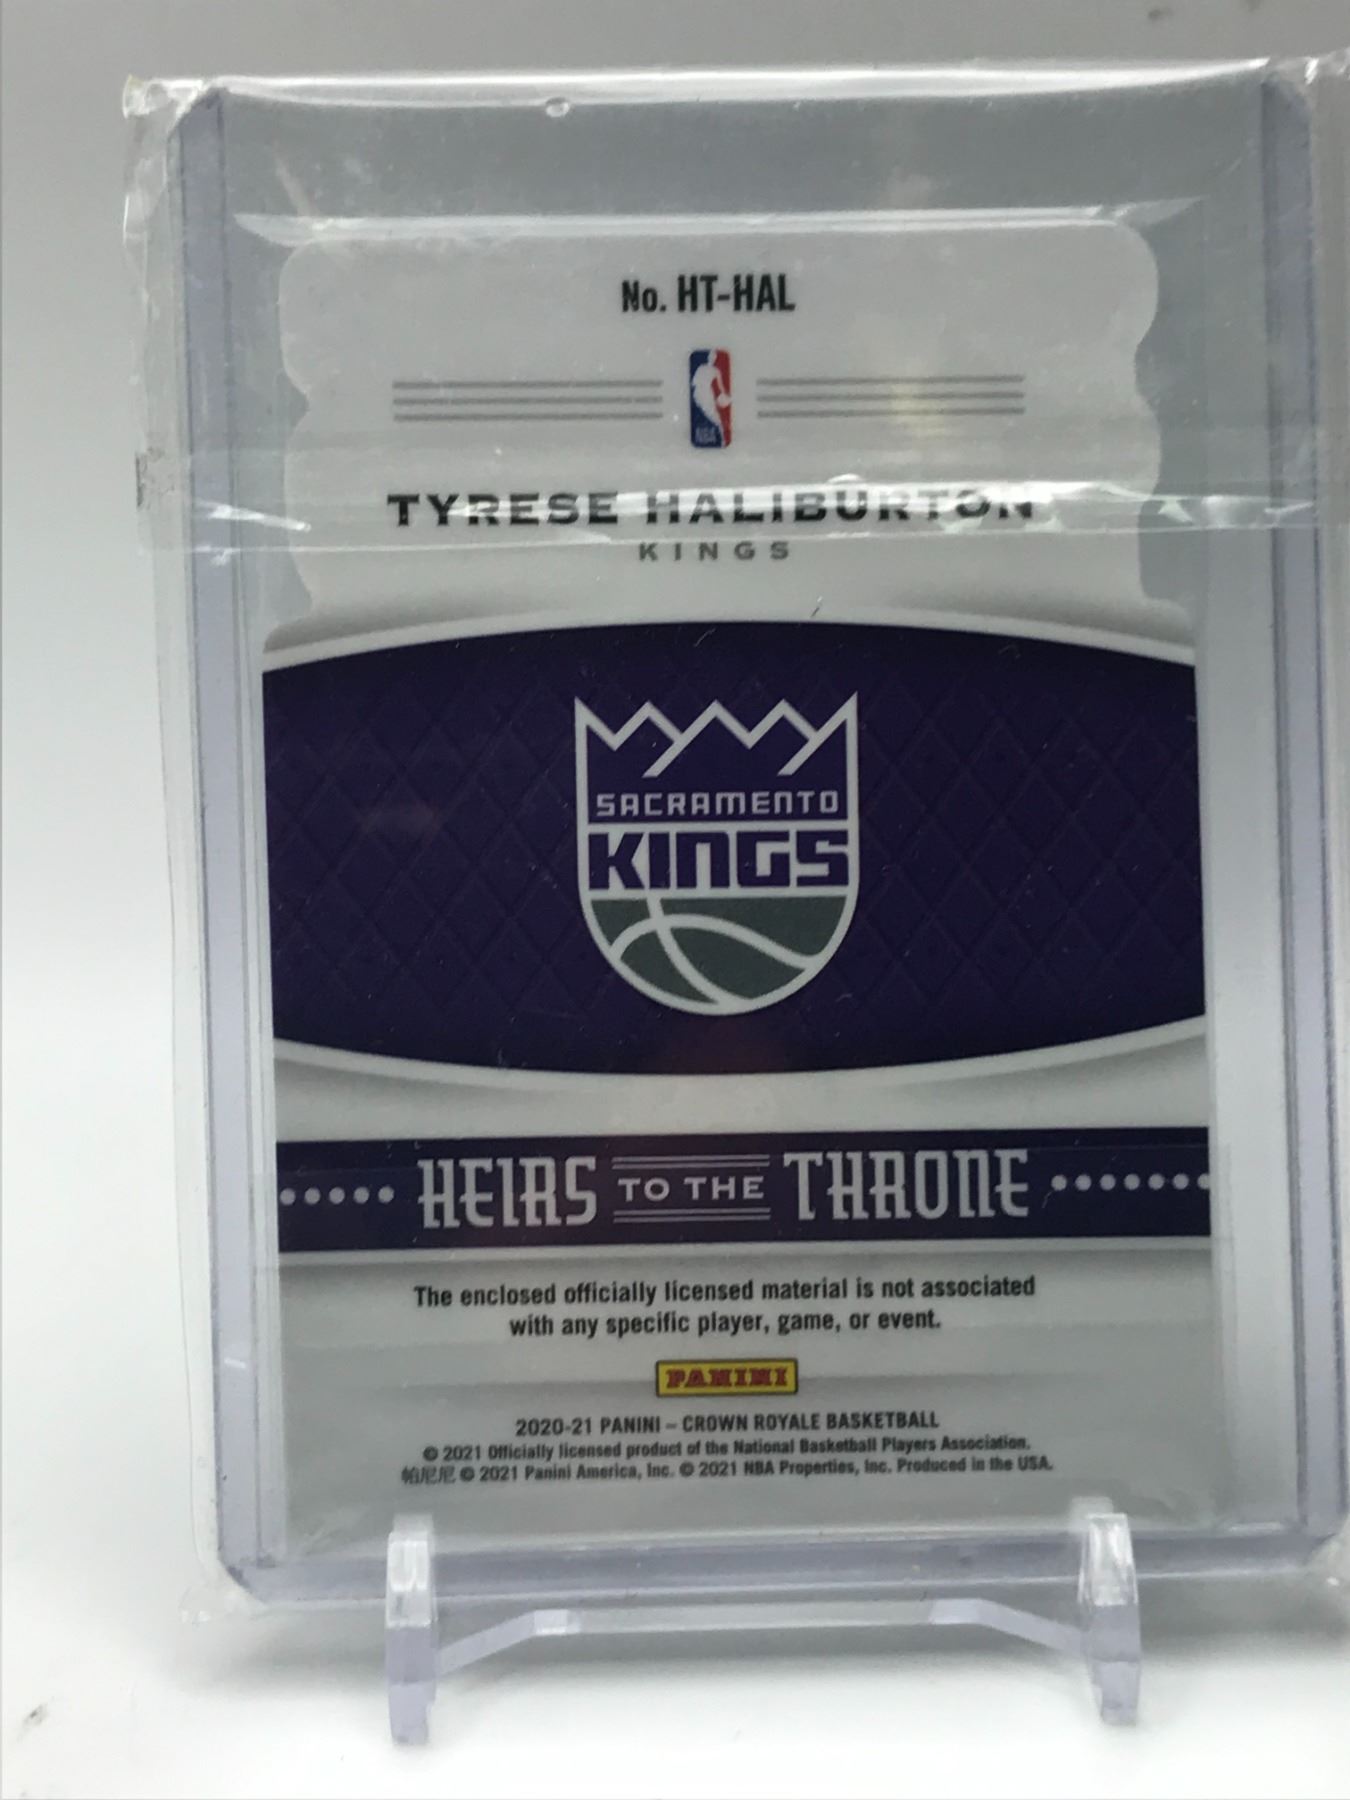 No. HT-HAL
NBA
TYRESE HALIBURTON
KINGS
SACRAMENTO
KINGS
HEIRS TO THE THRONE
The enclosed officially licensed material is not associated
with any specific player, game, or event.
PANINI
2020-21 PANINI – CROWN ROYALE BASKETBALL
© 2021 Officially licensed product of the National Basketball Players Association.
帕尼尼 © 2021 Panini America, Inc. © 2021 NBA Properties, Inc. Produced in the USA.